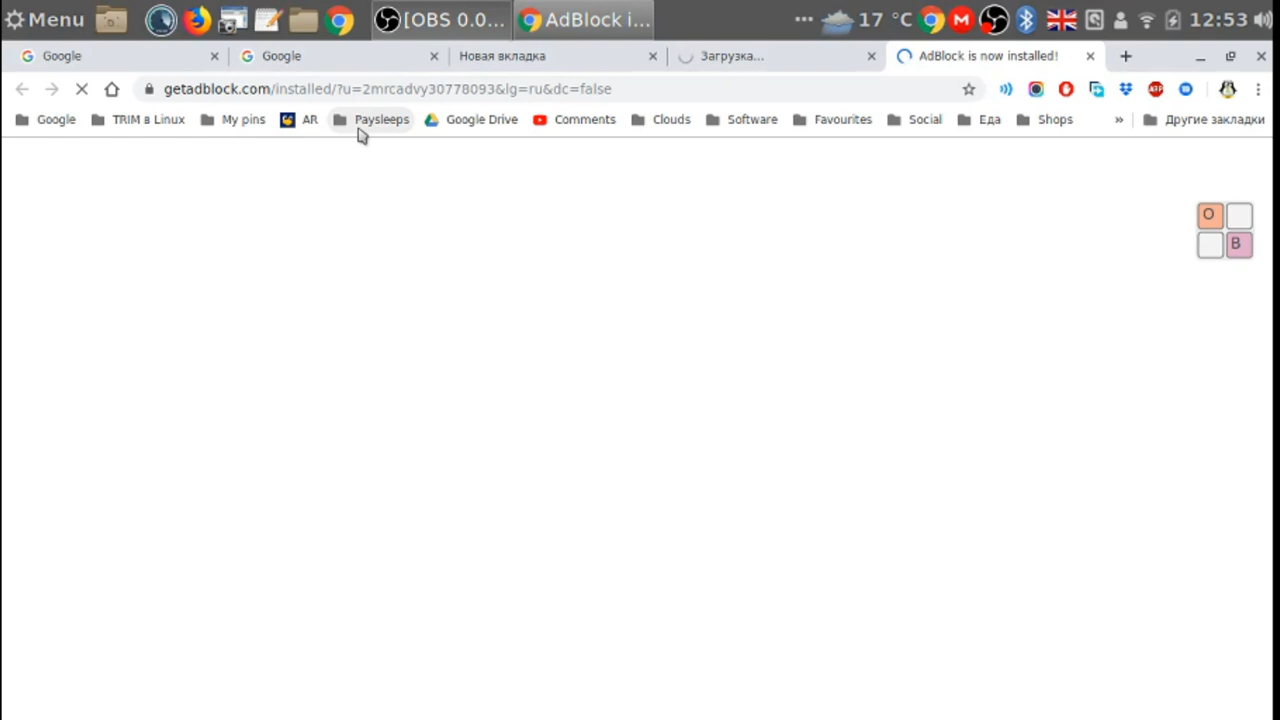 Menu [OBS 0.0... AdBlock i... 17 °C 12:53
Google Google Новая вкладка Загрузка... AdBlock is now installed!
getadblock.com/installed/?u=2mrcadvy30778093&lg=ru&dc=false
Google TRIM в Linux My pins AR Paysleeps Google Drive Comments Clouds Software Favourites Social Еда Shops » Другие закладки
O
B